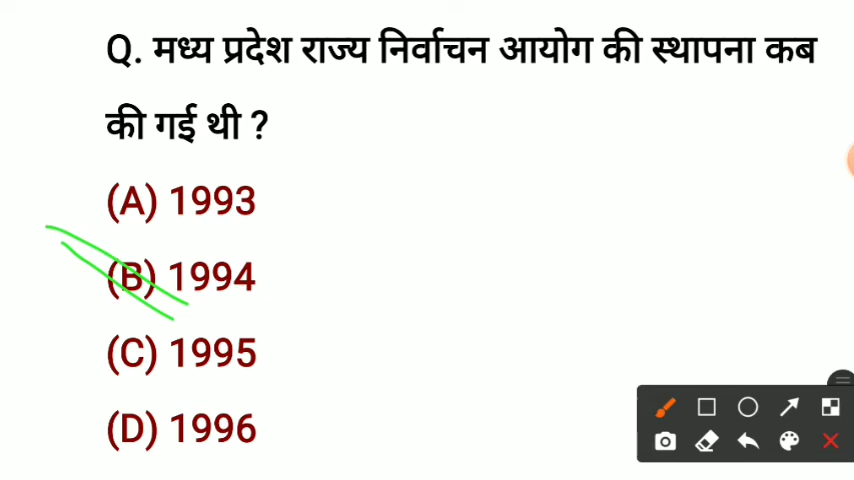 Q. मध्य प्रदेश राज्य निर्वाचन आयोग की स्थापना कब
की गई थी ?
(A) 1993
(B) 1994
(C) 1995
(D) 1996